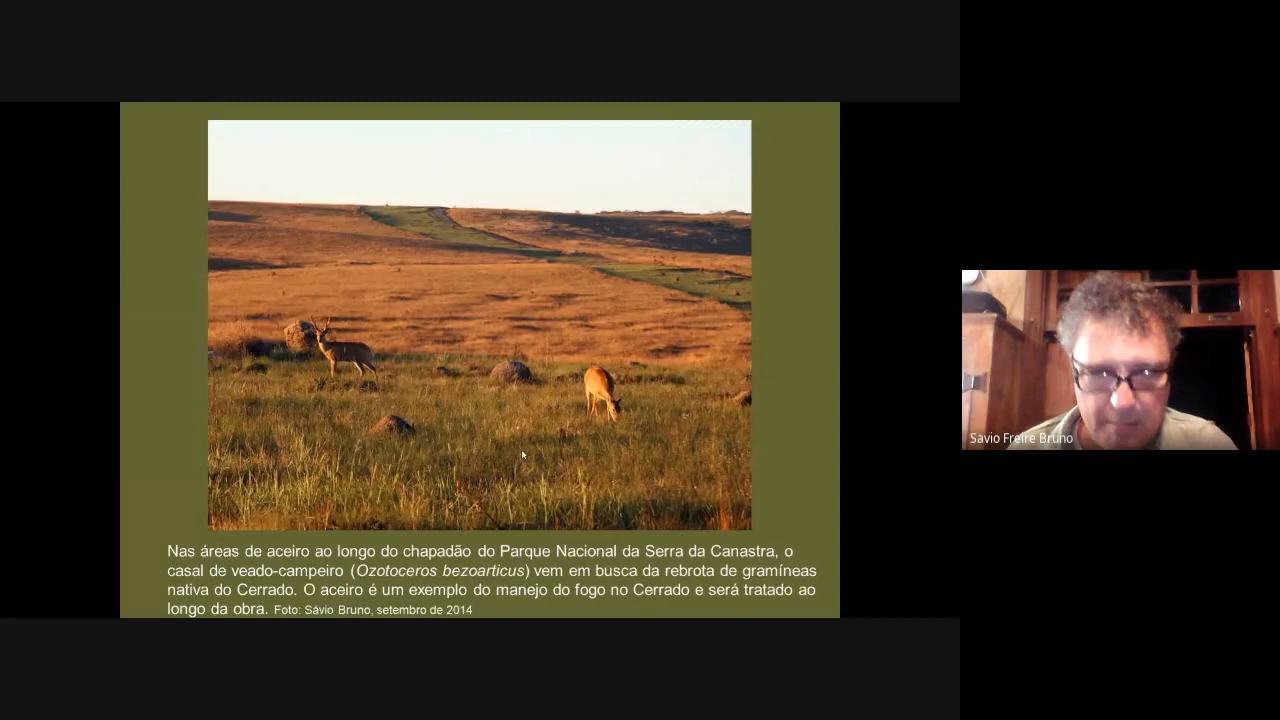 Nas áreas de aceiro ao longo do chapadão do Parque Nacional da Serra da Canastra, o
casal de veado-campeiro (Ozotoceros bezoarticus) vem em busca da rebrota de gramíneas
nativa do Cerrado. O aceiro é um exemplo do manejo do fogo no Cerrado e será tratado ao
longo da obra. Foto: Sávio Bruno, setembro de 2014
Savio Freire Bruno